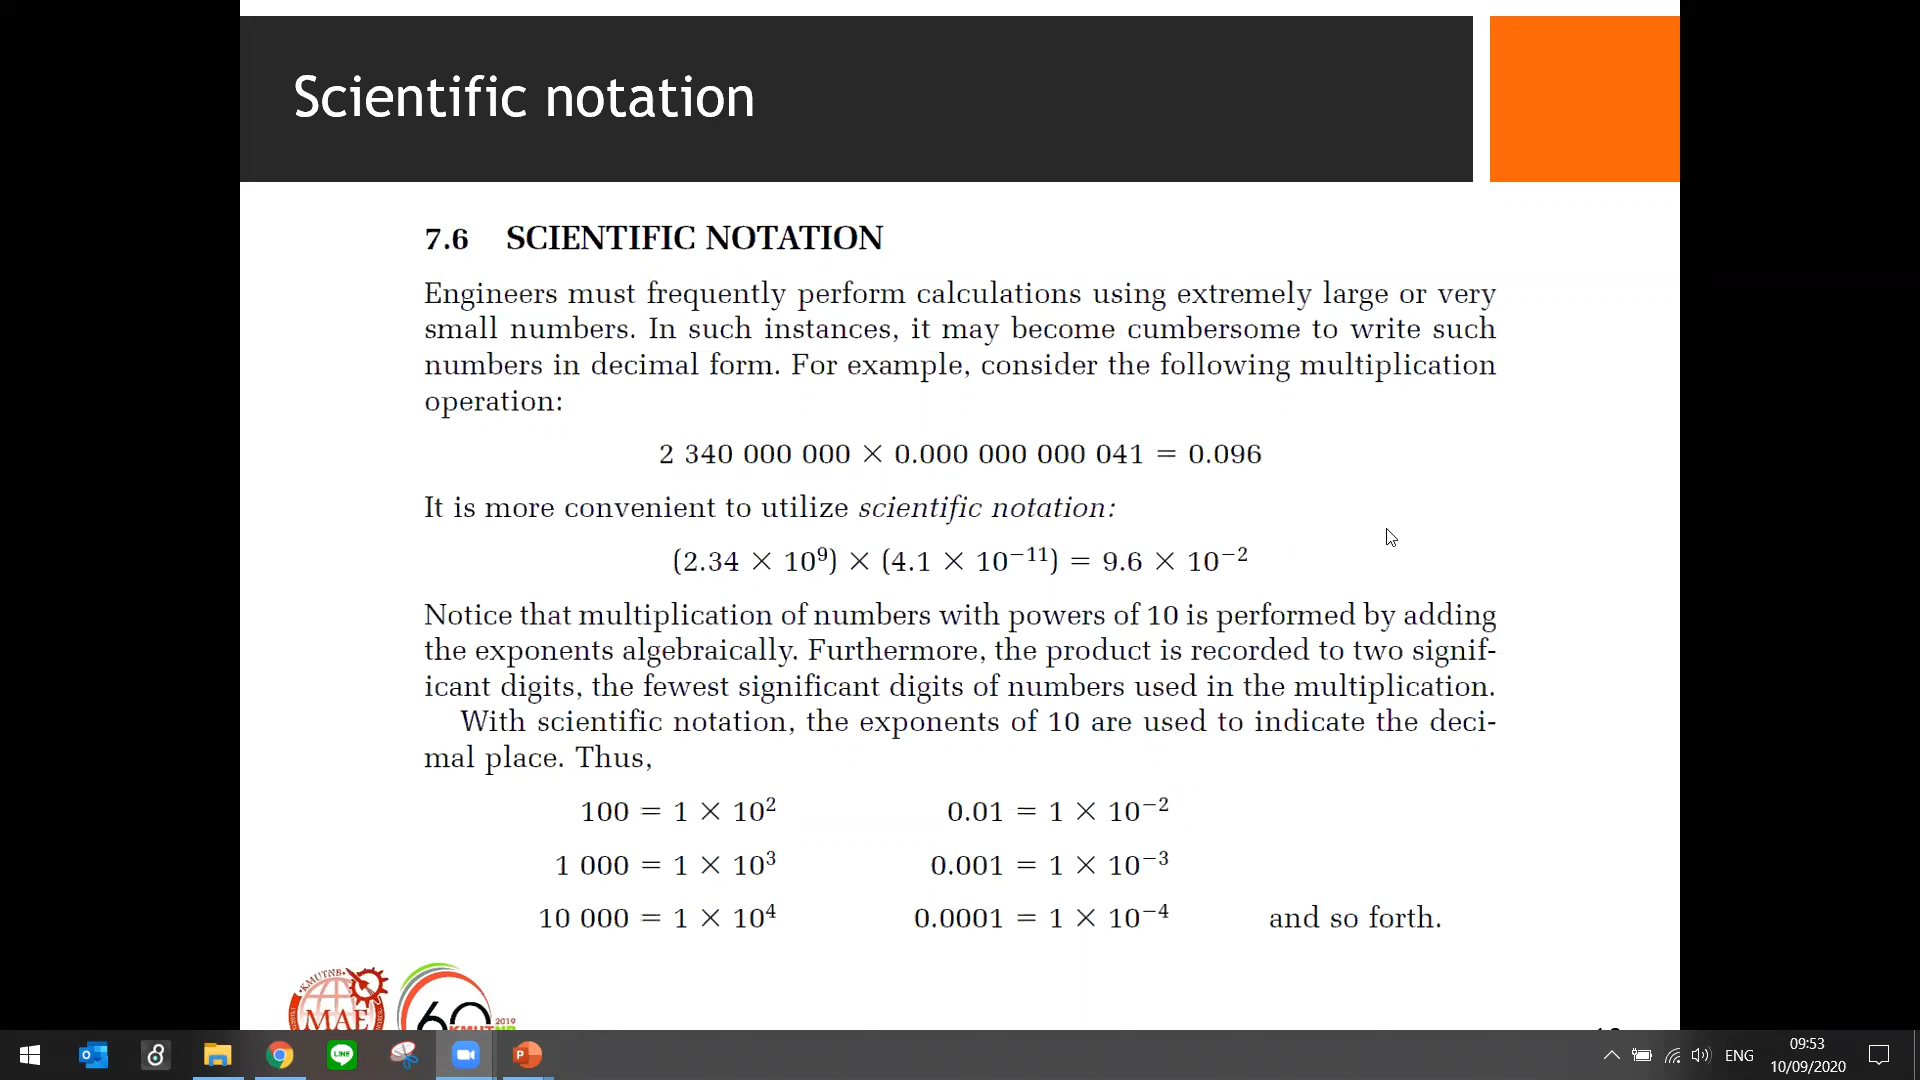 Scientific notation
7.6 SCIENTIFIC NOTATION
Engineers must frequently perform calculations using extremely large or very
small numbers. In such instances, it may become cumbersome to write such
numbers in decimal form. For example, consider the following multiplication
operation:
2 340 000 000 × 0.000 000 000 041 = 0.096
It is more convenient to utilize scientific notation:
(2.34 × 10⁹) × (4.1 × 10⁻¹¹) = 9.6 × 10⁻²
Notice that multiplication of numbers with powers of 10 is performed by adding
the exponents algebraically. Furthermore, the product is recorded to two signif-
icant digits, the fewest significant digits of numbers used in the multiplication.
With scientific notation, the exponents of 10 are used to indicate the deci-
mal place. Thus,
100 = 1 × 10² 0.01 = 1 × 10⁻²
1 000 = 1 × 10³ 0.001 = 1 × 10⁻³
10 000 = 1 × 10⁴ 0.0001 = 1 × 10⁻⁴ and so forth.
KMUTNB
MAE
60
2019
KMUTNB
LINE
ENG
09:53
10/09/2020